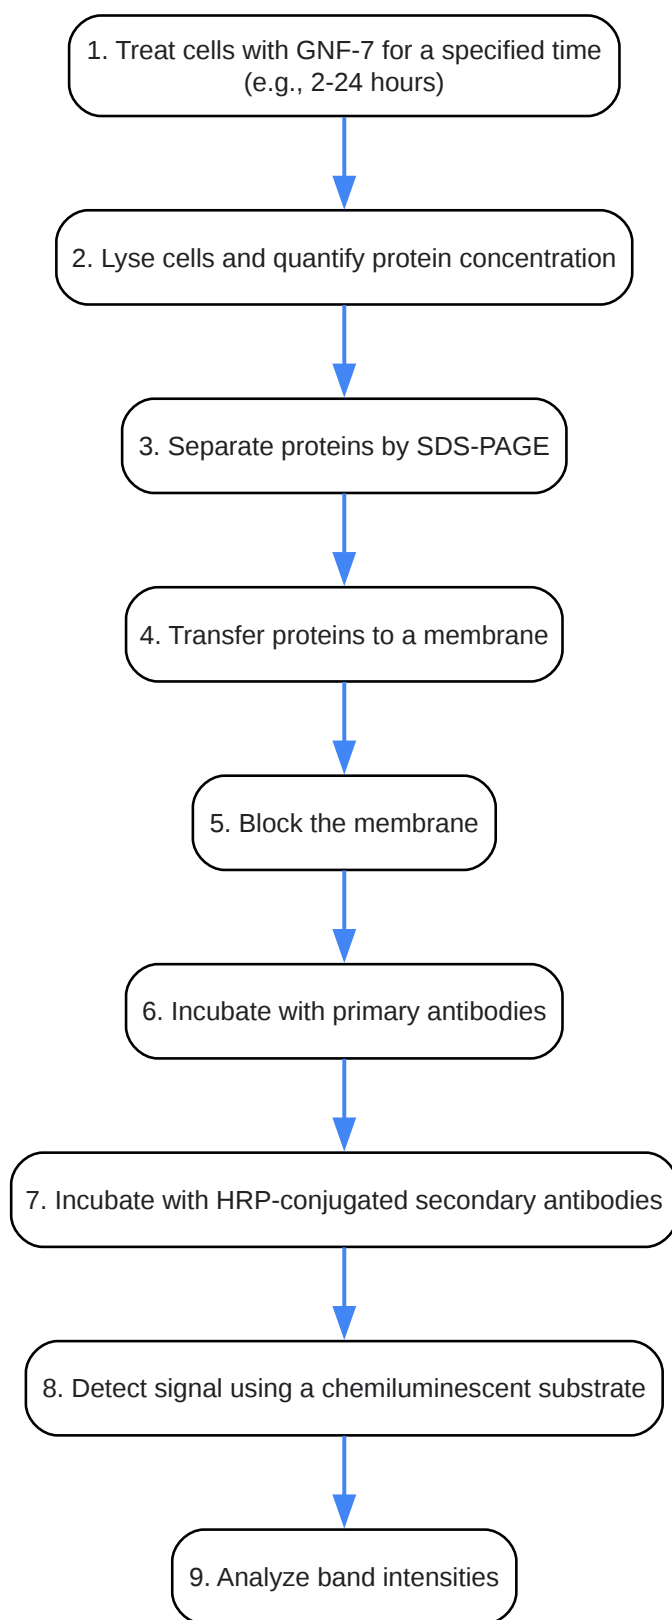 1. Treat cells with GNF-7 for a specified time
(e.g., 2-24 hours)
2. Lyse cells and quantify protein concentration
3. Separate proteins by SDS-PAGE
4. Transfer proteins to a membrane
5. Block the membrane
6. Incubate with primary antibodies
7. Incubate with HRP-conjugated secondary antibodies
8. Detect signal using a chemiluminescent substrate
9. Analyze band intensities